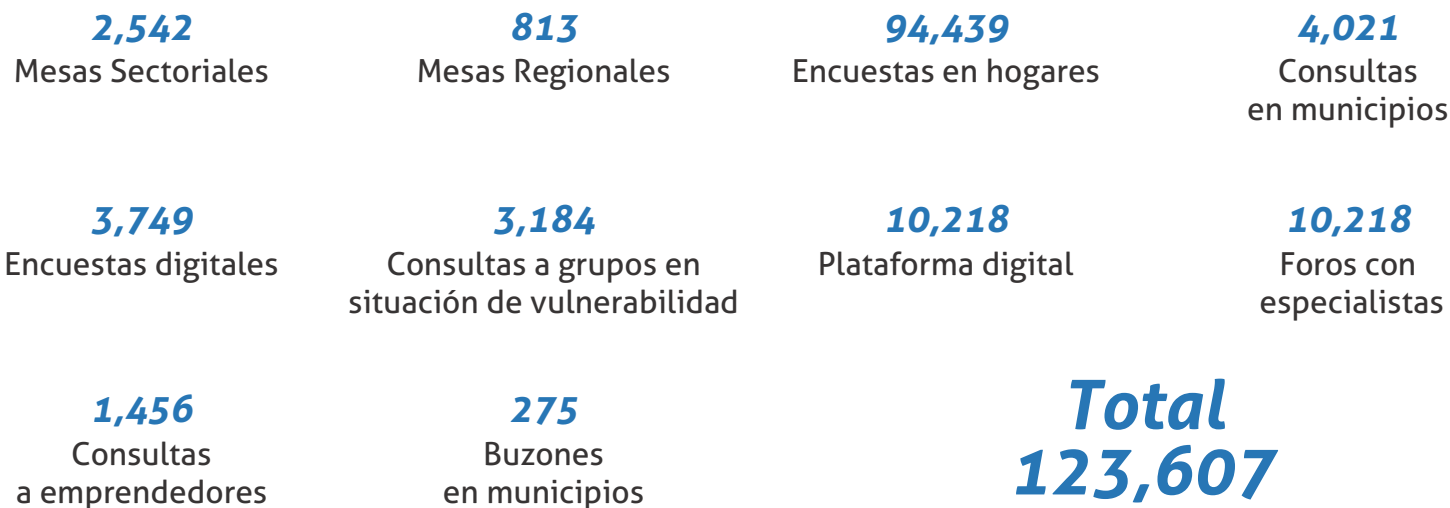 2,542
Mesas Sectoriales
813
Mesas Regionales
94,439
Encuestas en hogares
4,021
Consultas
en municipios
3,749
Encuestas digitales
3,184
Consultas a grupos en
situación de vulnerabilidad
10,218
Plataforma digital
10,218
Foros con
especialistas
1,456
Consultas
a emprendedores
275
Buzones
en municipios
Total
123,607